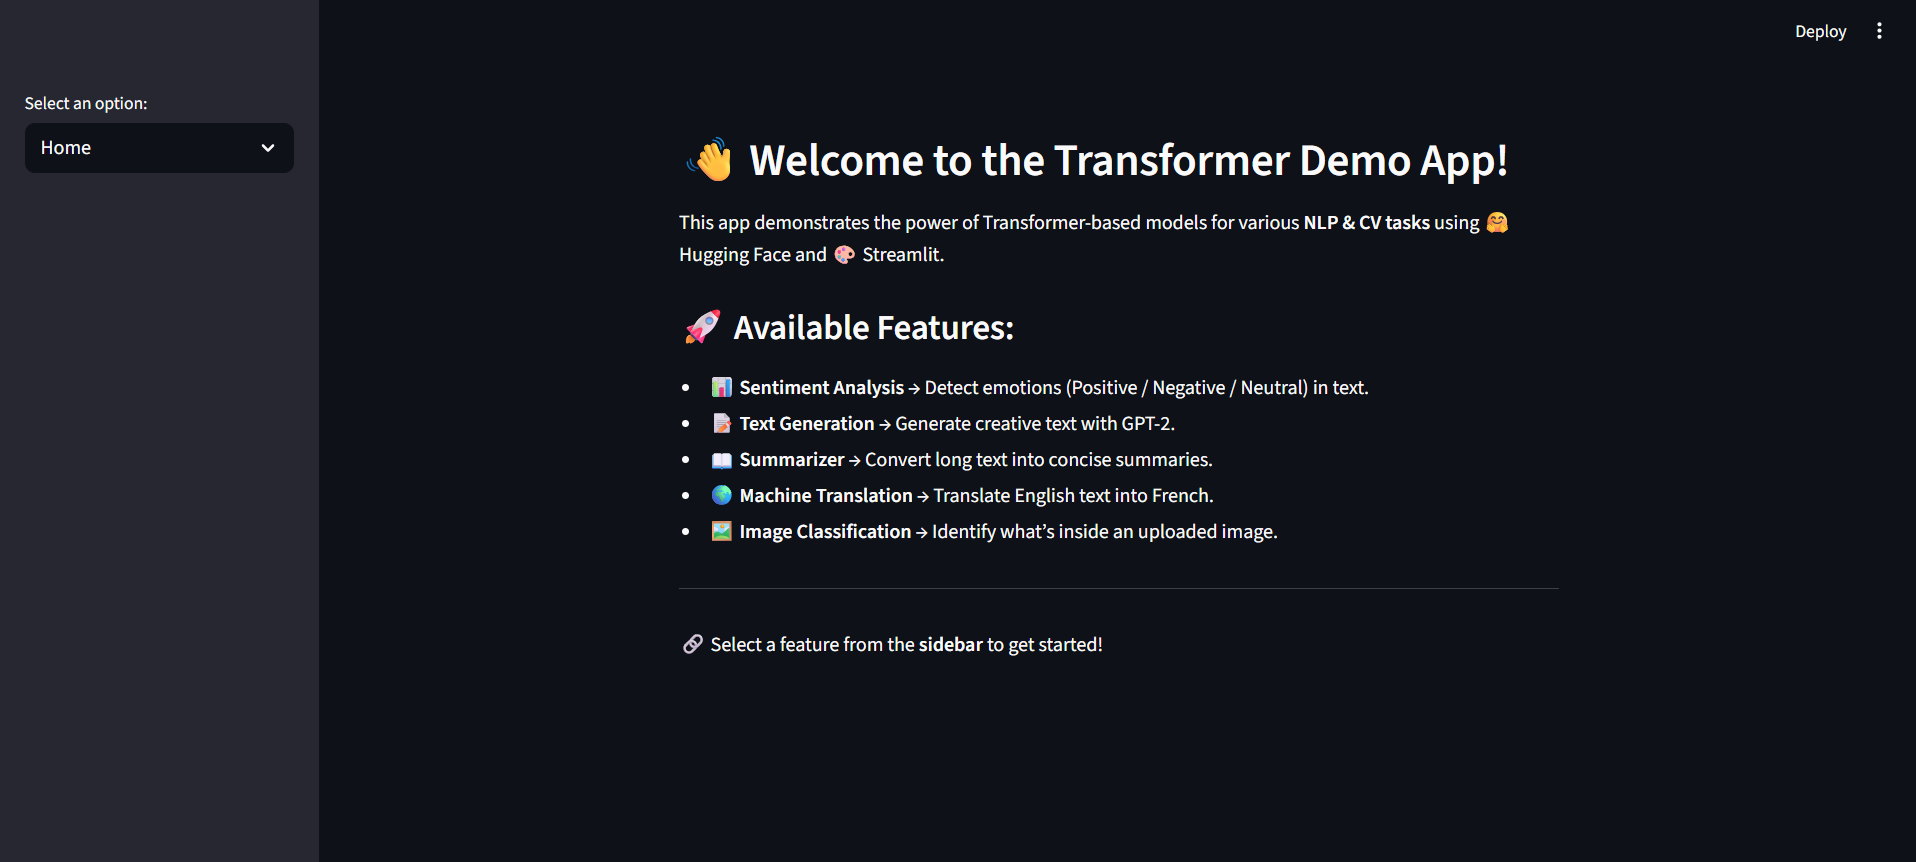 Deploy
Select an option:
Home
👋 Welcome to the Transformer Demo App!
This app demonstrates the power of Transformer-based models for various NLP & CV tasks using 🤗
Hugging Face and 🎨 Streamlit.
🚀 Available Features:
• 📊 Sentiment Analysis → Detect emotions (Positive / Negative / Neutral) in text.
• 📝 Text Generation → Generate creative text with GPT-2.
• 📖 Summarizer → Convert long text into concise summaries.
• 🌍 Machine Translation → Translate English text into French.
• 🖼️ Image Classification → Identify what’s inside an uploaded image.
🔗 Select a feature from the sidebar to get started!